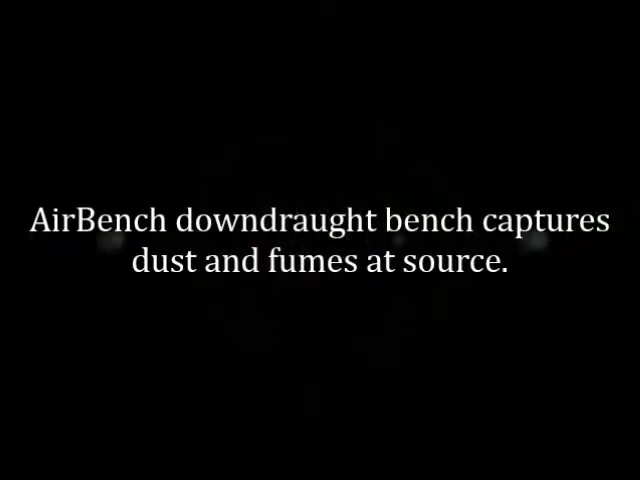 AirBench downdraught bench captures
dust and fumes at source.